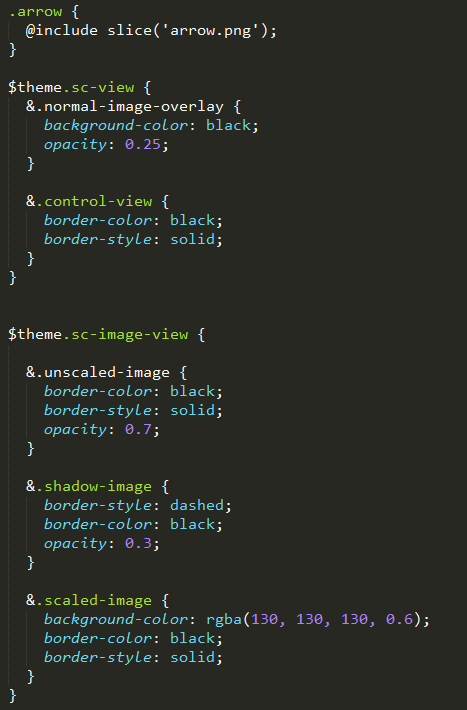 .arrow {
  @include slice('arrow.png');
}

$theme.sc-view {
  &.normal-image-overlay {
    background-color: black;
    opacity: 0.25;
  }

  &.control-view {
    border-color: black;
    border-style: solid;
  }
}

$theme.sc-image-view {

  &.unscaled-image {
    border-color: black;
    border-style: solid;
    opacity: 0.7;
  }

  &.shadow-image {
    border-style: dashed;
    border-color: black;
    opacity: 0.3;
  }

  &.scaled-image {
    background-color: rgba(130, 130, 130, 0.6);
    border-color: black;
    border-style: solid;
  }
}